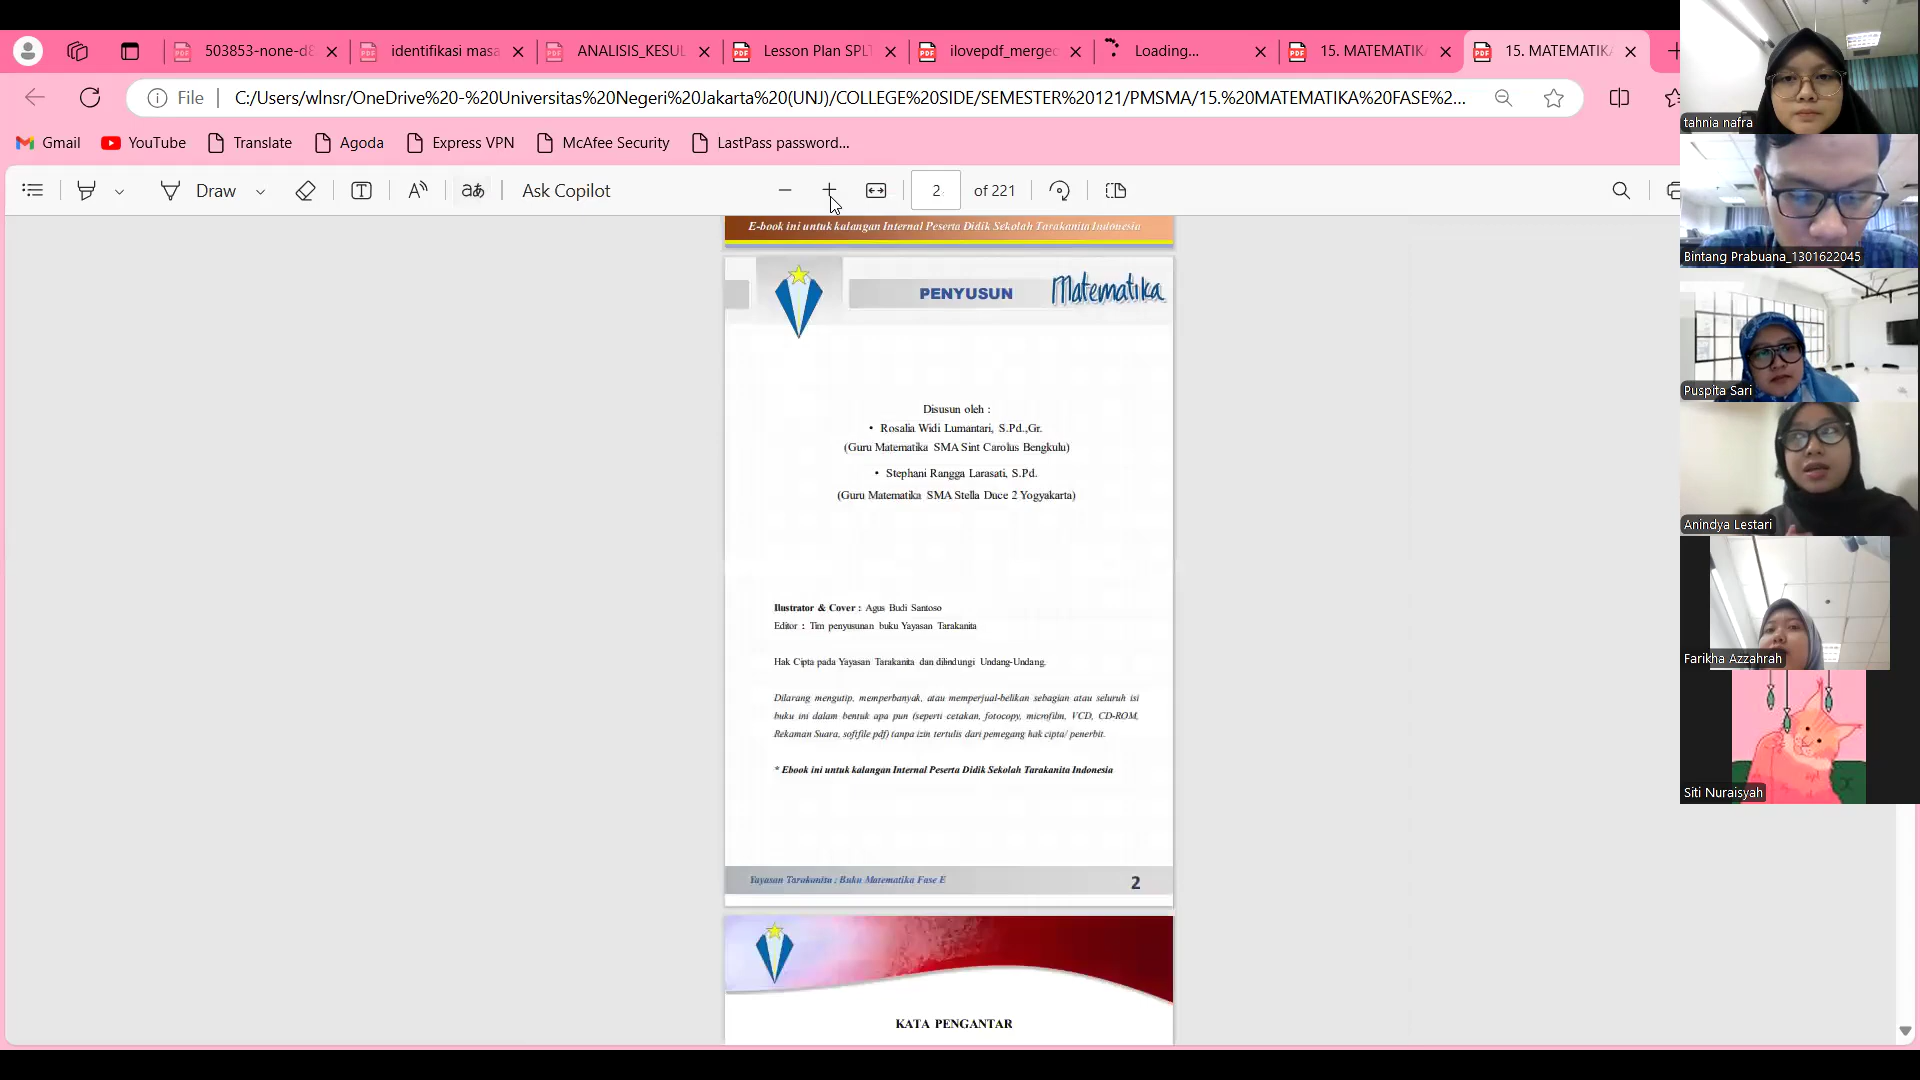 503853-none-d8
identifikasi masa
ANALISIS_KESUL
Lesson Plan SPLT
ilovepdf_merged
Loading...
15. MATEMATIKA
15. MATEMATIKA
File
C:/Users/wlnsr/OneDrive%20-%20Universitas%20Negeri%20Jakarta%20(UNJ)/COLLEGE%20SIDE/SEMESTER%20121/PMSMA/15.%20MATEMATIKA%20FASE%2...
Gmail
YouTube
Translate
Agoda
Express VPN
McAfee Security
LastPass password...
Draw
Ask Copilot
2
of 221
E-book ini untuk kalangan Internal Peserta Didik Sekolah Tarakanita Indonesia
PENYUSUN
Matematika
Disusun oleh :
• Rosalia Widi Lumantari, S.Pd.,Gr.
(Guru Matematika SMA Sint Carolus Bengkulu)
• Stephani Rangga Larasati, S.Pd.
(Guru Matematika SMA Stella Duce 2 Yogyakarta)
Ilustrator & Cover : Agus Budi Santoso
Editor : Tim penyusunan buku Yayasan Tarakanita
Hak Cipta pada Yayasan Tarakanita dan dilindungi Undang-Undang.
Dilarang mengutip, memperbanyak, atau memperjual-belikan sebagian atau seluruh isi
buku ini dalam bentuk apa pun (seperti cetakan, fotocopy, microfilm, VCD, CD-ROM,
Rekaman Suara, softfile pdf) tanpa izin tertulis dari pemegang hak cipta/ penerbit.
* Ebook ini untuk kalangan Internal Peserta Didik Sekolah Tarakanita Indonesia
Yayasan Tarakanita : Buku Matematika Fase E
2
KATA PENGANTAR
tahnia nafra
Bintang Prabuana_1301622045
Puspita Sari
Anindya Lestari
Farikha Azzahrah
Siti Nuraisyah